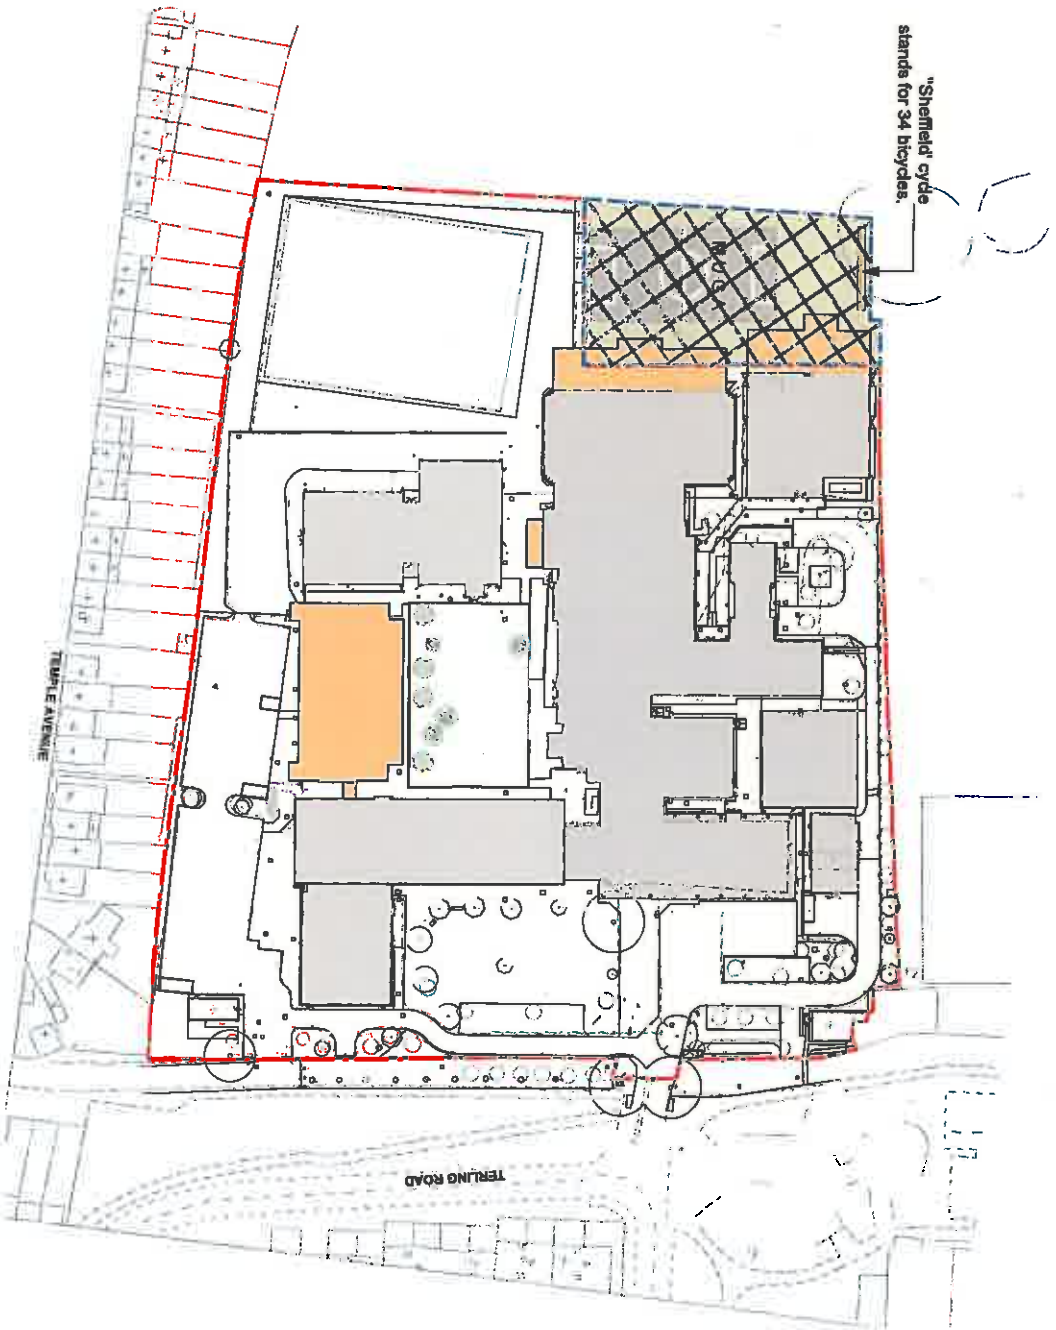 "Sheffield' cycle
stands for 34 bicycles.
TEMPLE AVENUE
TERLING ROAD